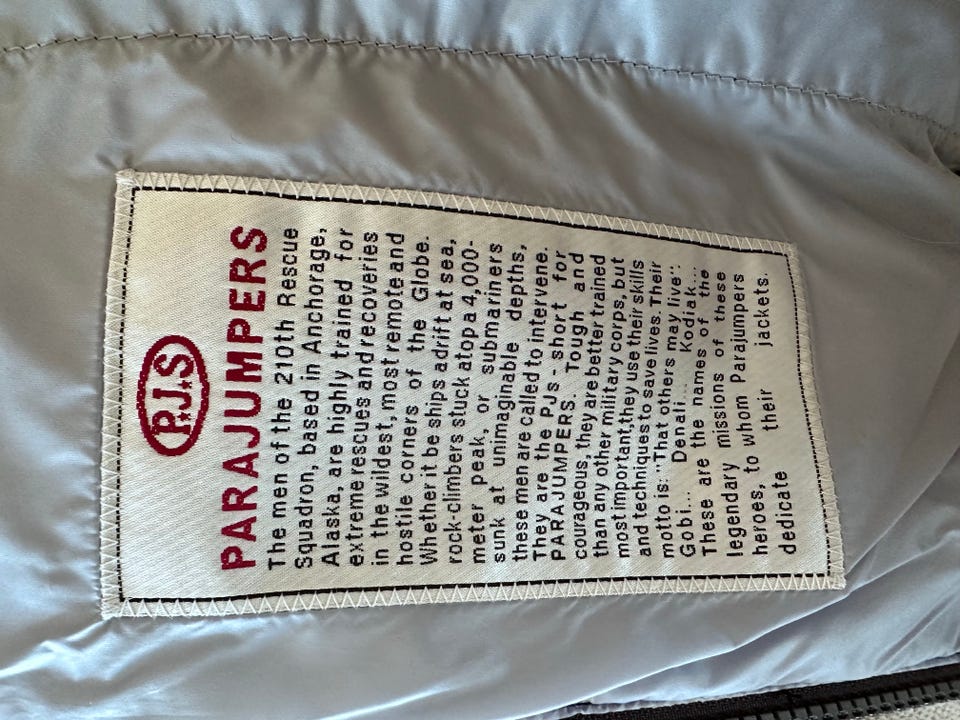 P.J.S
PARAJUMPERS
The men of the 210th Rescue
Squadron, based in Anchorage,
Alaska, are highly trained for
extreme rescues and recoveries
in the wildest, most remote and
hostile corners of the Globe.
Whether it be ships adrift at sea,
rock-climbers stuck atop a 4,000-
meter peak, or submariners
sunk at unimaginable depths,
these men are called to intervene.
They are the PJs - short for
PARAJUMPERS. Tough and
courageous, they are better trained
than any other military corps, but
most important,they use their skills
and techniques to save lives. Their
motto is: "That others may live":
Gobi... Denali... Kodiak...
These are the names of the
legendary missions of these
heroes, to whom Parajumpers
dedicate their jackets.